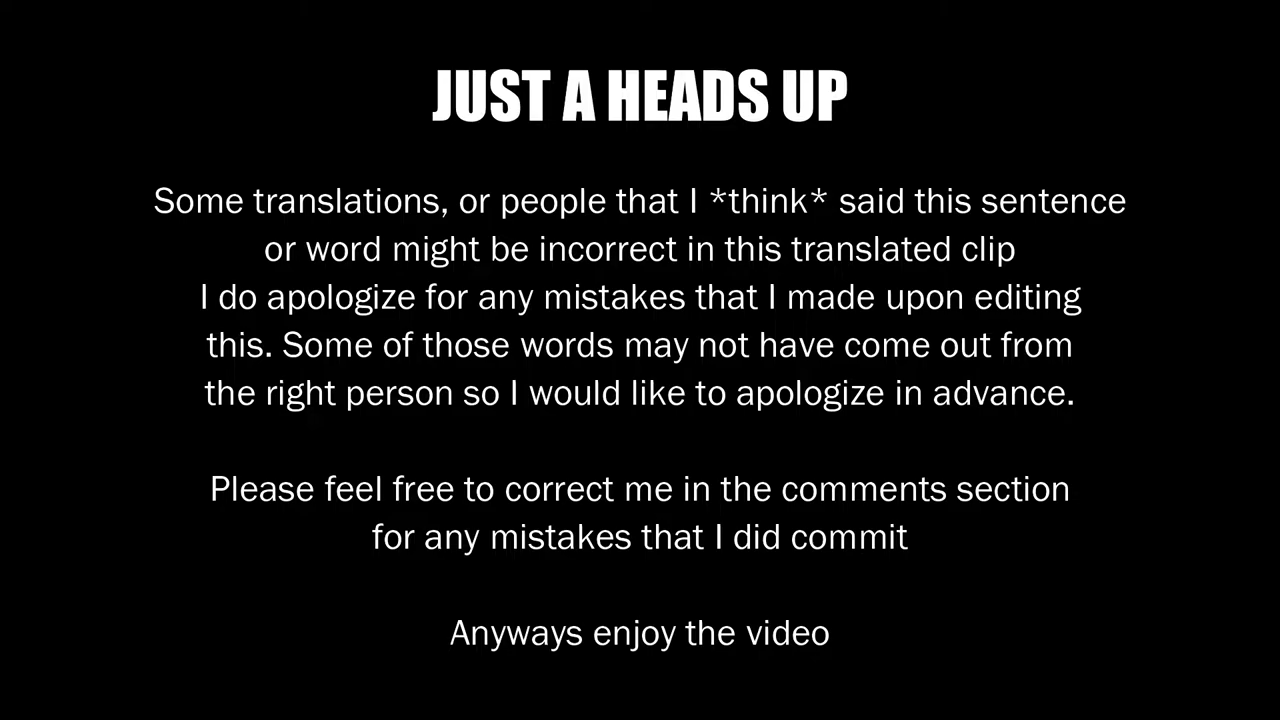 JUST A HEADS UP
Some translations, or people that I *think* said this sentence
or word might be incorrect in this translated clip
I do apologize for any mistakes that I made upon editing
this. Some of those words may not have come out from
the right person so I would like to apologize in advance.
Please feel free to correct me in the comments section
for any mistakes that I did commit
Anyways enjoy the video